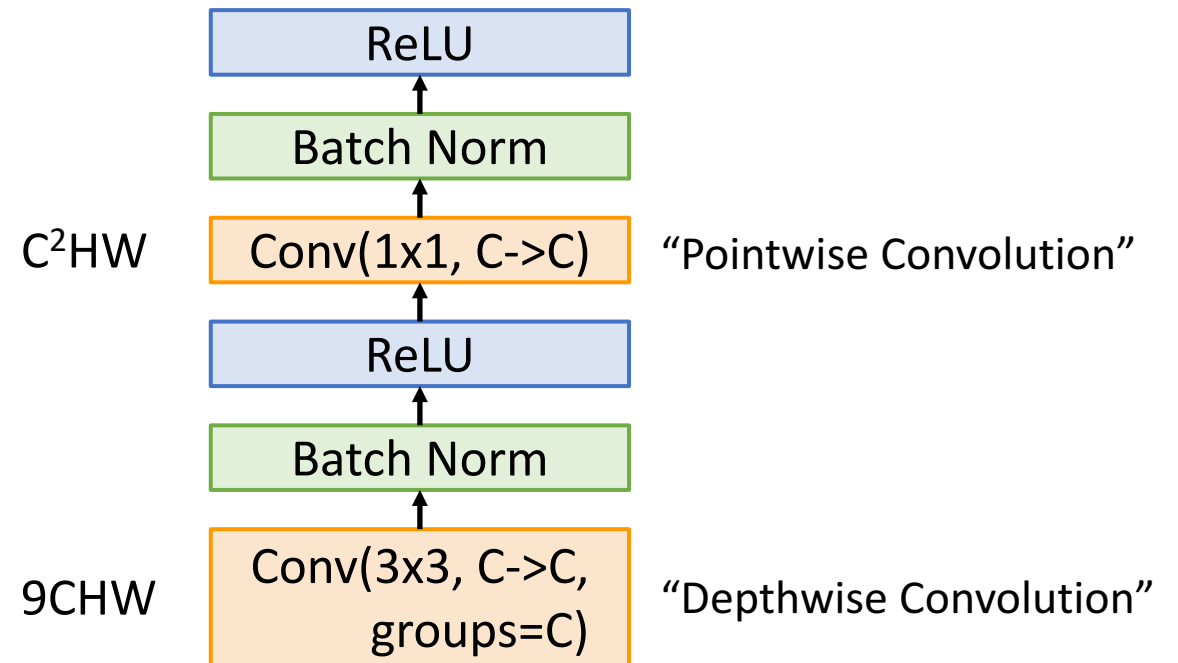 ReLU
Batch Norm
C²HW
Conv(1x1, C->C)
“Pointwise Convolution”
ReLU
Batch Norm
9CHW
Conv(3x3, C->C,
groups=C)
“Depthwise Convolution”